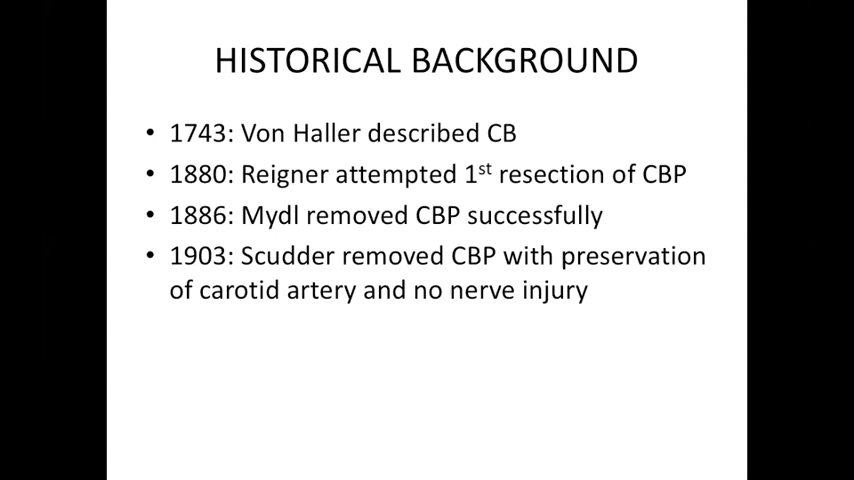 HISTORICAL BACKGROUND
• 1743: Von Haller described CB
• 1880: Reigner attempted 1st resection of CBP
• 1886: Mydl removed CBP successfully
• 1903: Scudder removed CBP with preservation
of carotid artery and no nerve injury